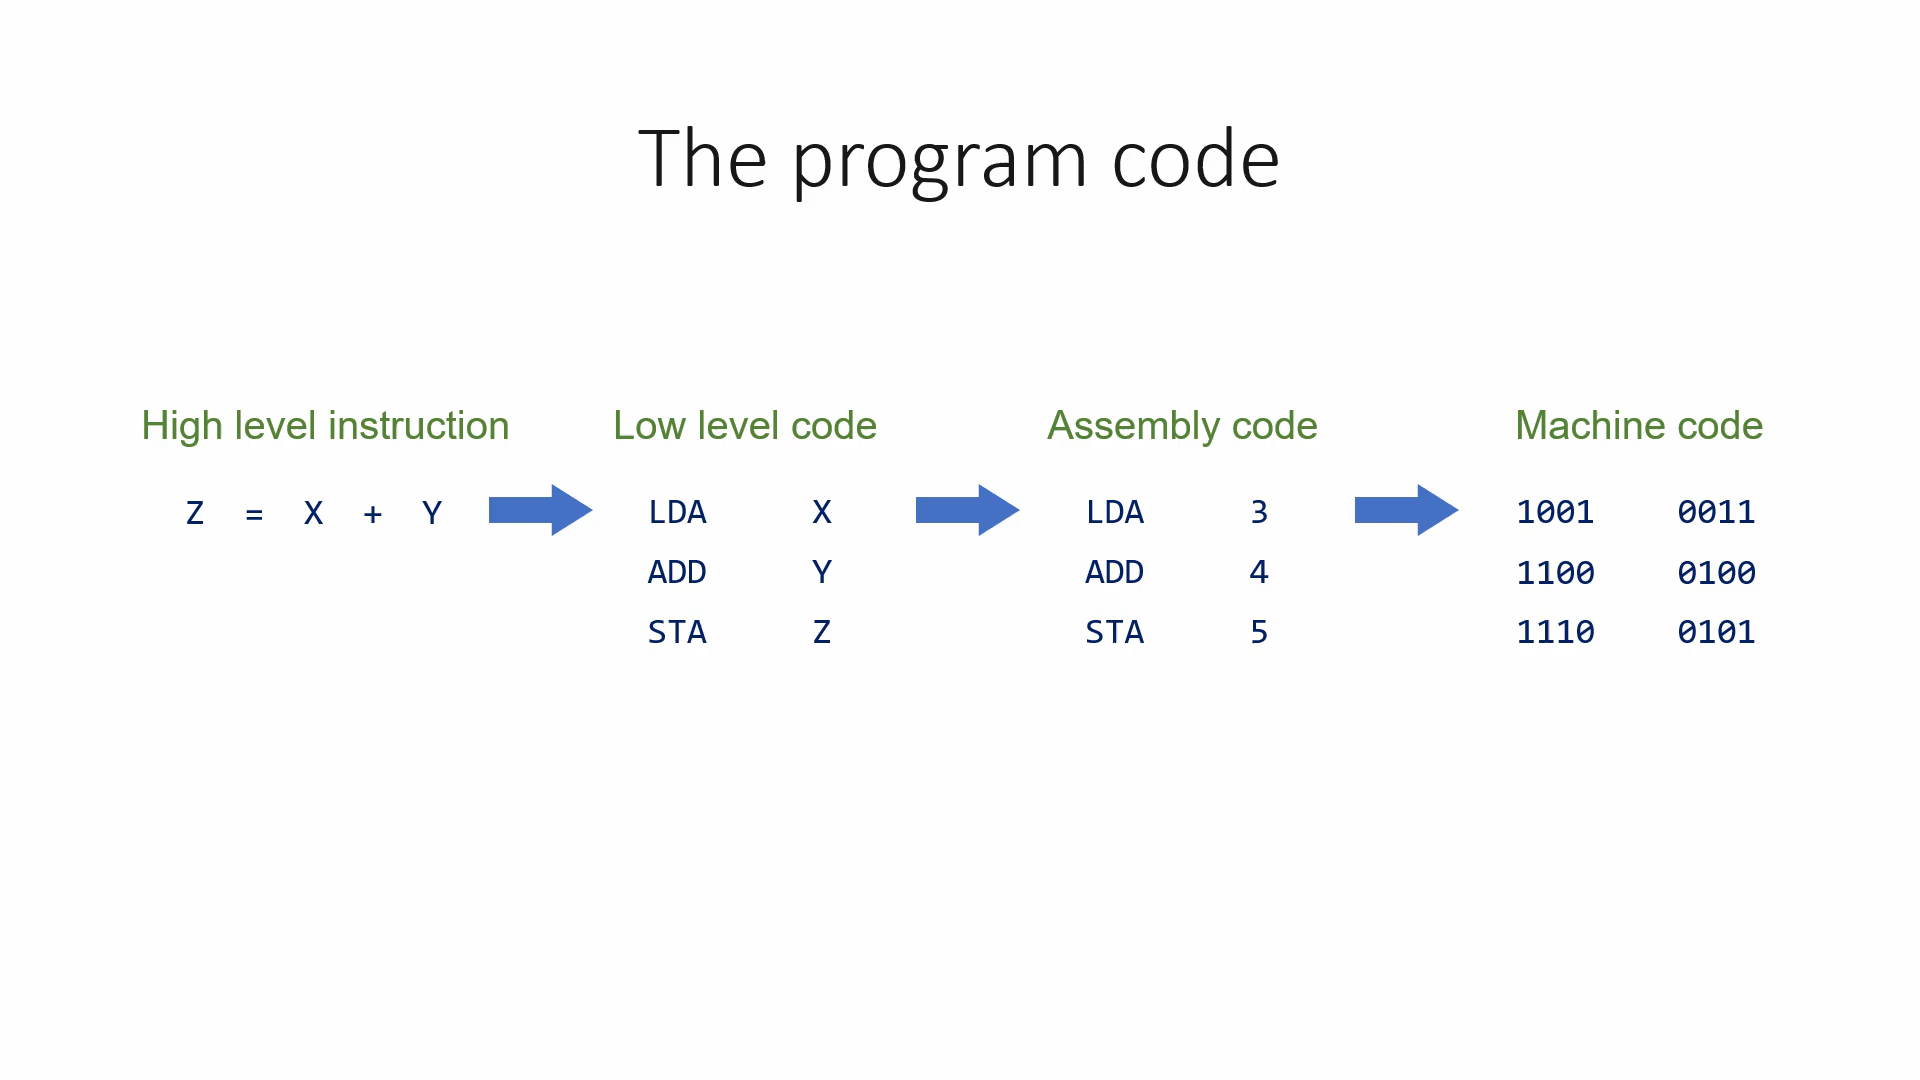 The program code
High level instruction Low level code Assembly code Machine code
Z = X + Y LDA X LDA 3 1001 0011
ADD Y ADD 4 1100 0100
STA Z STA 5 1110 0101